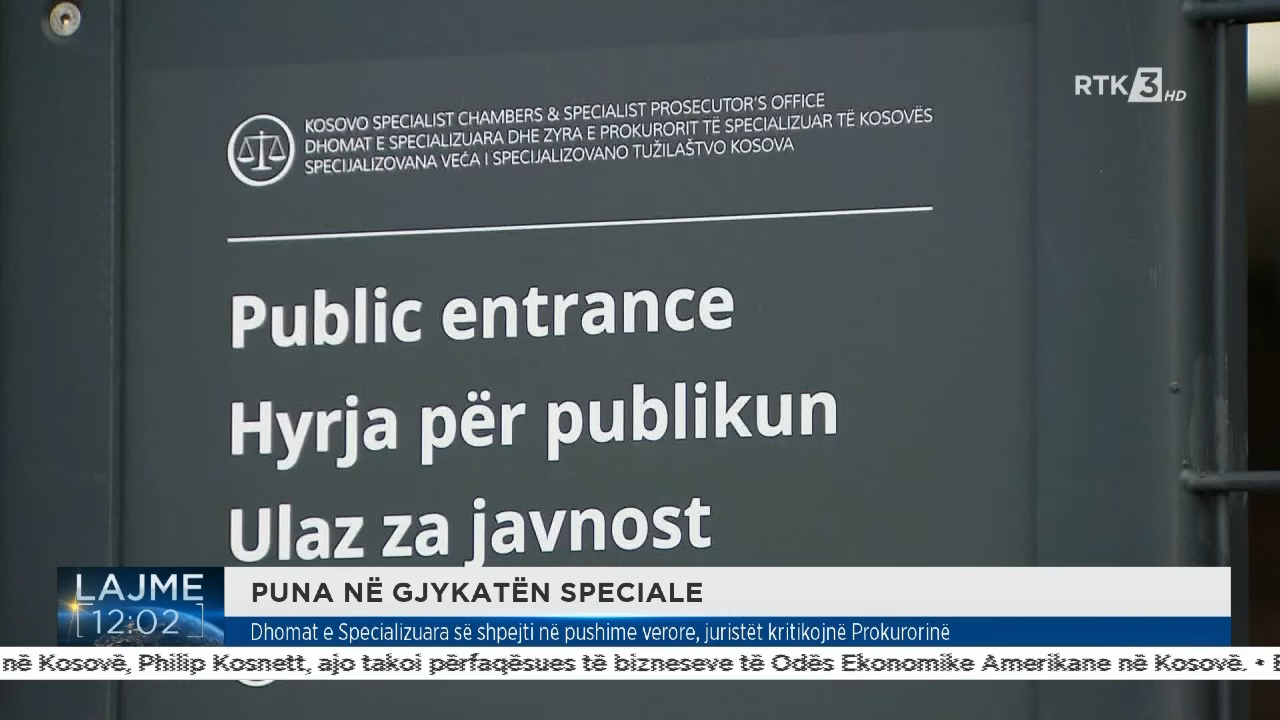 RTK 3 HD
KOSOVO SPECIALIST CHAMBERS & SPECIALIST PROSECUTOR'S OFFICE
DHOMAT E SPECIALIZUARA DHE ZYRA E PROKURORIT TË SPECIALIZUAR TË KOSOVËS
SPECIJALIZOVANA VEĆA I SPECIJALIZOVANO TUŽILAŠTVO KOSOVA
Public entrance
Hyrja për publikun
Ulaz za javnost
LAJME
12:02
PUNA NË GJYKATËN SPECIALE
Dhomat e Specializuara së shpejti në pushime verore, juristët kritikojnë Prokurorinë
në Kosovë, Philip Kosnett, ajo takoi përfaqësues të bizneseve të Odës Ekonomike Amerikane në Kosovë. •